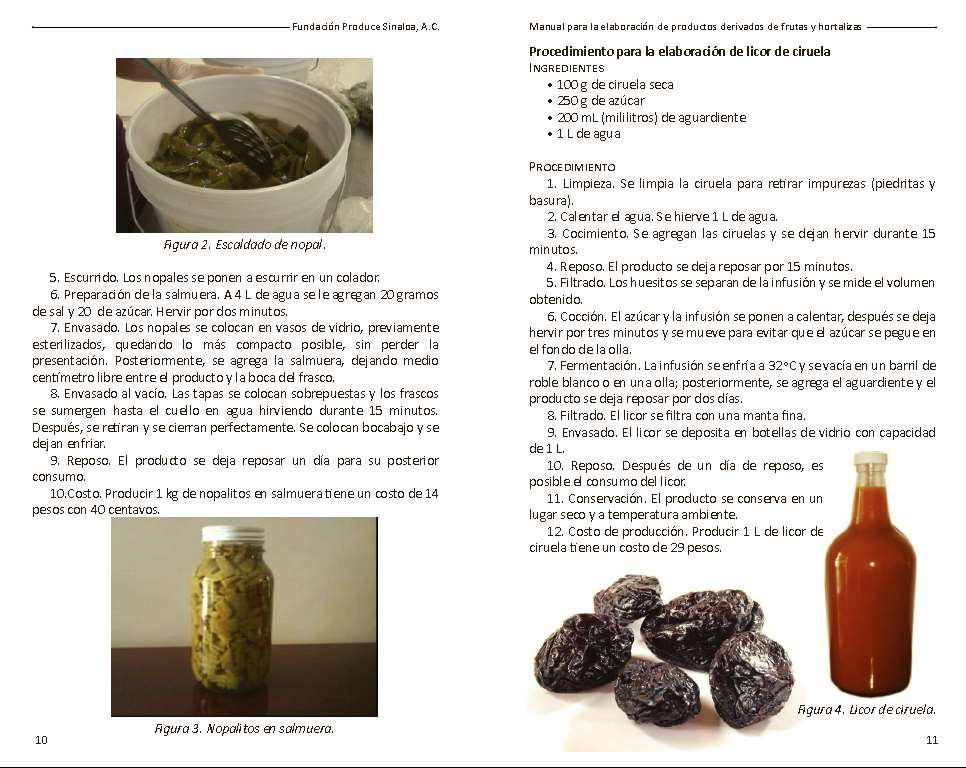 Fundación Produce Sinaloa, A.C.
Figura 2. Escaldado de nopal.
5. Escurrido. Los nopales se ponen a escurrir en un colador.
6. Preparación de la salmuera. A 4 L de agua se le agregan 20 gramos
de sal y 20 de azúcar. Hervir por dos minutos.
7. Envasado. Los nopales se colocan en vasos de vidrio, previamente
esterilizados, quedando lo más compacto posible, sin perder la
presentación. Posteriormente, se agrega la salmuera, dejando medio
centímetro libre entre el producto y la boca del frasco.
8. Envasado al vacío. Las tapas se colocan sobrepuestas y los frascos
se sumergen hasta el cuello en agua hirviendo durante 15 minutos.
Después, se retiran y se cierran perfectamente. Se colocan bocabajo y se
dejan enfriar.
9. Reposo. El producto se deja reposar un día para su posterior
consumo.
10.Costo. Producir 1 kg de nopalitos en salmuera tiene un costo de 14
pesos con 40 centavos.
Figura 3. Nopalitos en salmuera.
10
Manual para la elaboración de productos derivados de frutas y hortalizas
Procedimiento para la elaboración de licor de ciruela
INGREDIENTES
• 100 g de ciruela seca
• 250 g de azúcar
• 200 mL (mililitros) de aguardiente
• 1 L de agua
PROCEDIMIENTO
1. Limpieza. Se limpia la ciruela para retirar impurezas (piedritas y
basura).
2. Calentar el agua. Se hierve 1 L de agua.
3. Cocimiento. Se agregan las ciruelas y se dejan hervir durante 15
minutos.
4. Reposo. El producto se deja reposar por 15 minutos.
5. Filtrado. Los huesitos se separan de la infusión y se mide el volumen
obtenido.
6. Cocción. El azúcar y la infusión se ponen a calentar, después se deja
hervir por tres minutos y se mueve para evitar que el azúcar se pegue en
el fondo de la olla.
7. Fermentación. La infusión se enfría a 32°C y se vacía en un barril de
roble blanco o en una olla; posteriormente, se agrega el aguardiente y el
producto se deja reposar por dos días.
8. Filtrado. El licor se filtra con una manta fina.
9. Envasado. El licor se deposita en botellas de vidrio con capacidad
de 1 L.
10. Reposo. Después de un día de reposo, es
posible el consumo del licor.
11. Conservación. El producto se conserva en un
lugar seco y a temperatura ambiente.
12. Costo de producción. Producir 1 L de licor de
ciruela tiene un costo de 29 pesos.
Figura 4. Licor de ciruela.
11